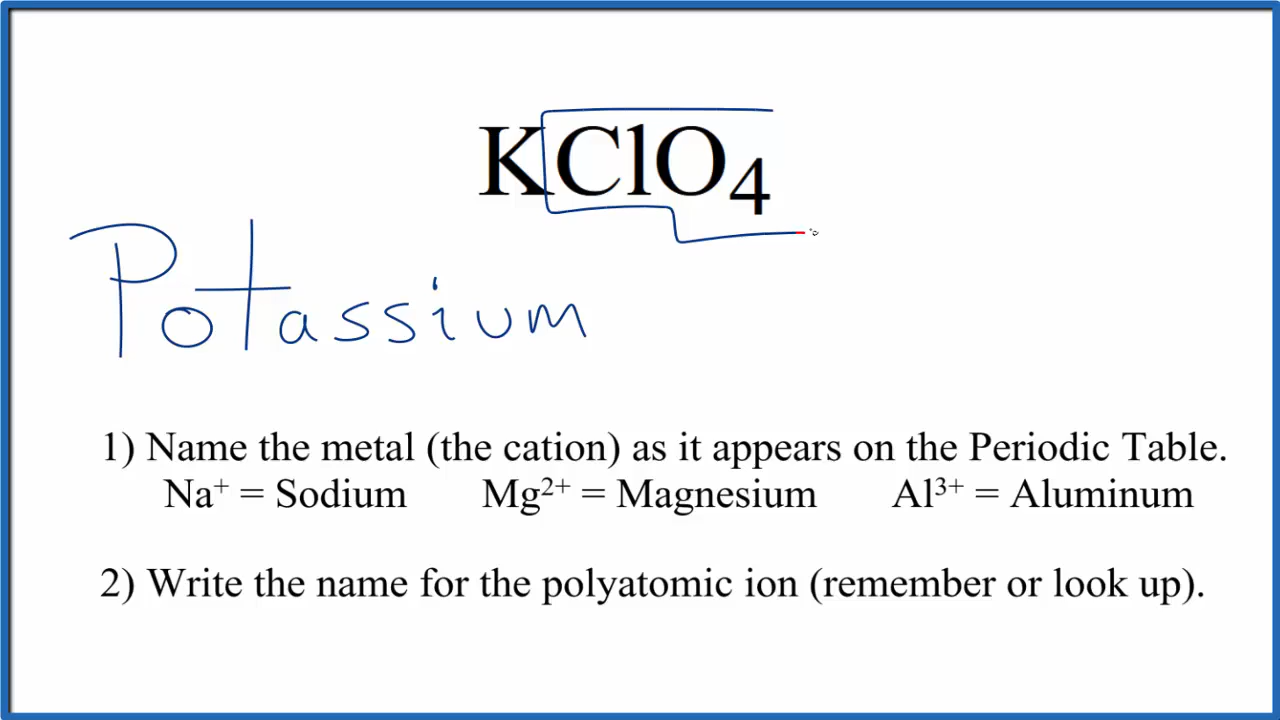 KClO₄
Potassium
1) Name the metal (the cation) as it appears on the Periodic Table.
Na⁺ = Sodium Mg²⁺ = Magnesium Al³⁺ = Aluminum
2) Write the name for the polyatomic ion (remember or look up).